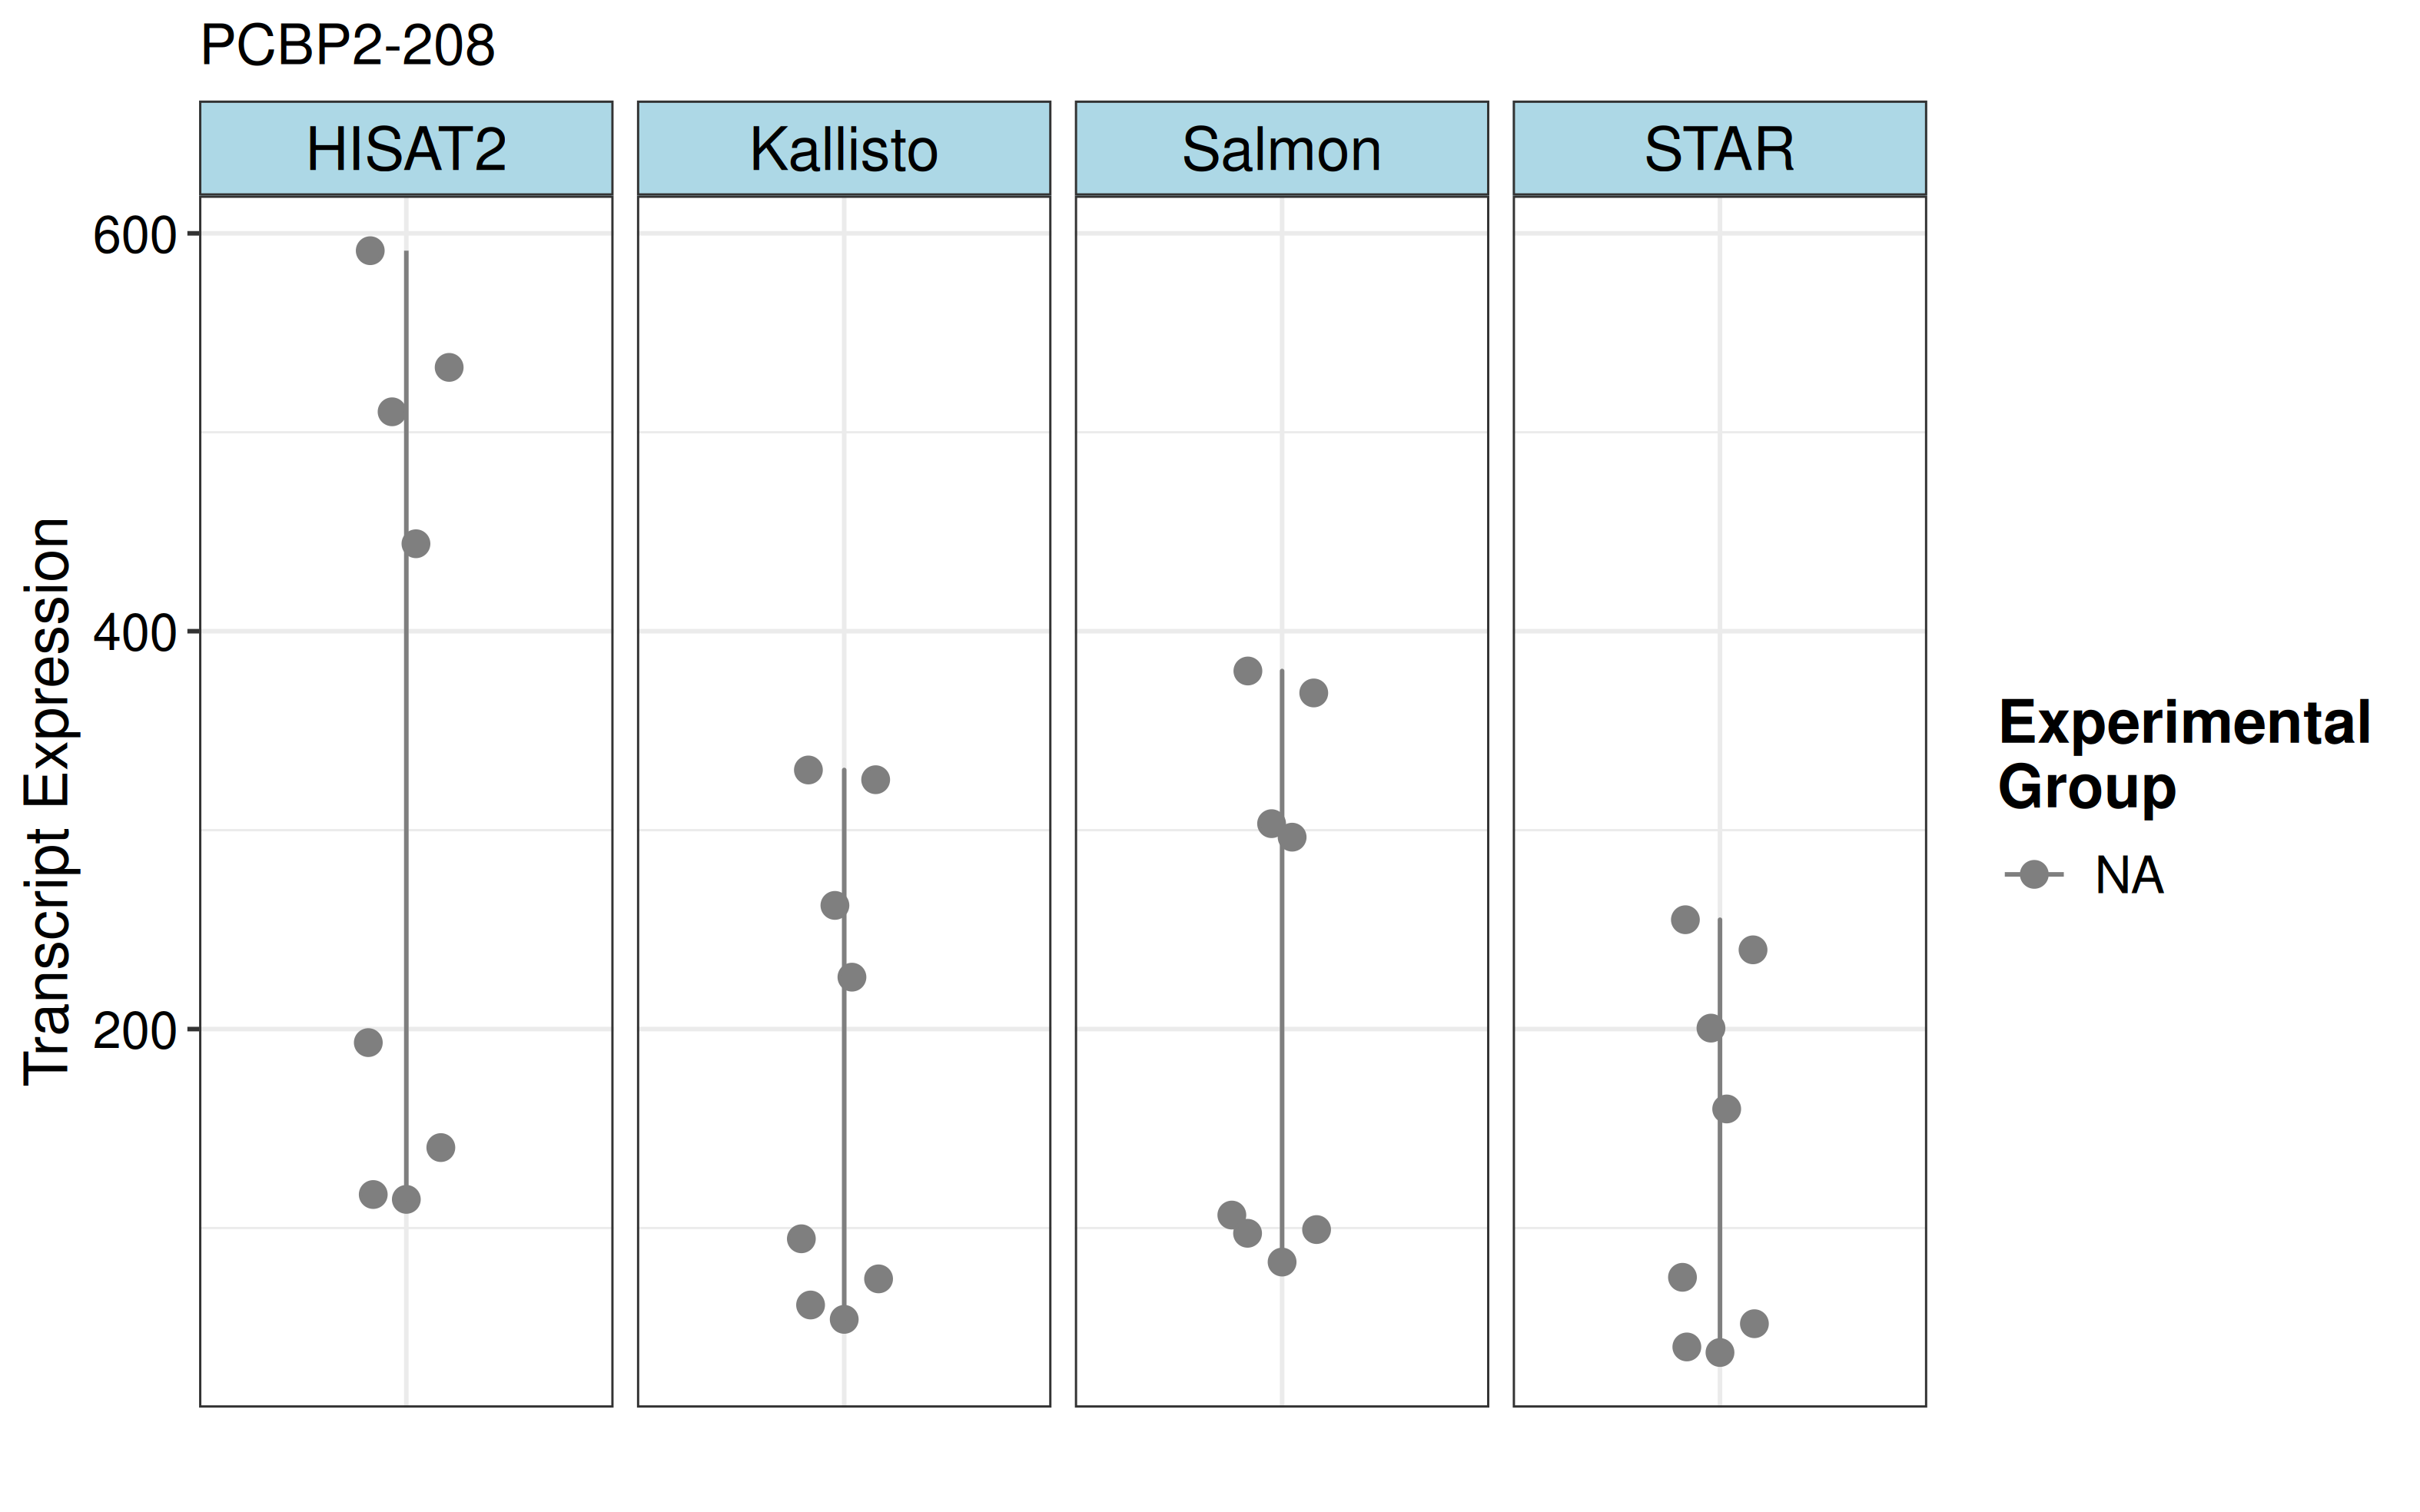 PCBP2-208
HISAT2 Kallisto Salmon STAR
600
400
200
Transcript Expression
Experimental
Group
NA